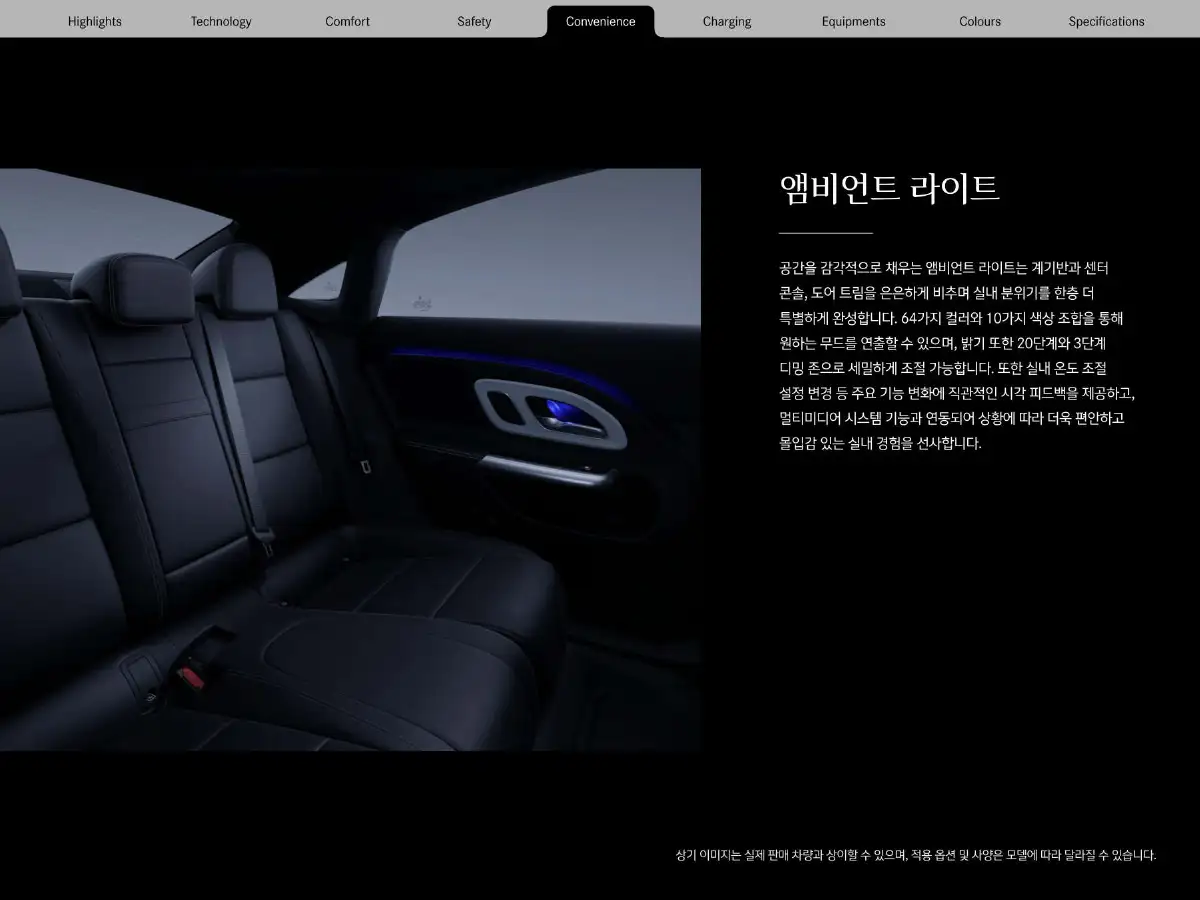 Highlights
Technology
Comfort
Safety
Convenience
Charging
Equipments
Colours
Specifications
앰비언트 라이트
공간을 감각적으로 채우는 앰비언트 라이트는 계기반과 센터
콘솔, 도어 트림을 은은하게 비추며 실내 분위기를 한층 더
특별하게 완성합니다. 64가지 컬러와 10가지 색상 조합을 통해
원하는 무드를 연출할 수 있으며, 밝기 또한 20단계와 3단계
디밍 존으로 세밀하게 조절 가능합니다. 또한 실내 온도 조절
설정 변경 등 주요 기능 변화에 직관적인 시각 피드백을 제공하고,
멀티미디어 시스템 기능과 연동되어 상황에 따라 더욱 편안하고
몰입감 있는 실내 경험을 선사합니다.
상기 이미지는 실제 판매 차량과 상이할 수 있으며, 적용 옵션 및 사양은 모델에 따라 달라질 수 있습니다.